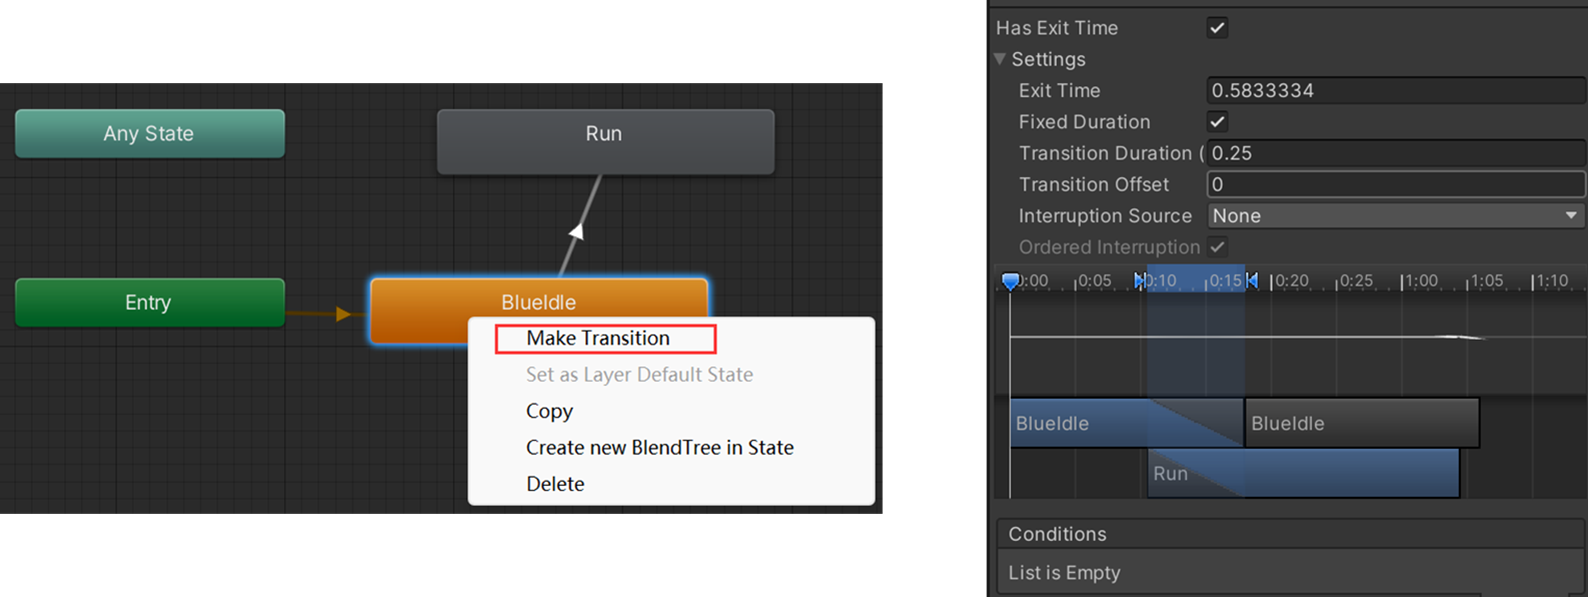 Any State
Run
Entry
BlueIdle
Make Transition
Set as Layer Default State
Copy
Create new BlendTree in State
Delete
Has Exit Time
Settings
Exit Time 0.5833334
Fixed Duration
Transition Duration ( 0.25
Transition Offset 0
Interruption Source None
Ordered Interruption
0:00 0:05 0:10 0:15 0:20 0:25 1:00 1:05 1:10
BlueIdle BlueIdle
Run
Conditions
List is Empty